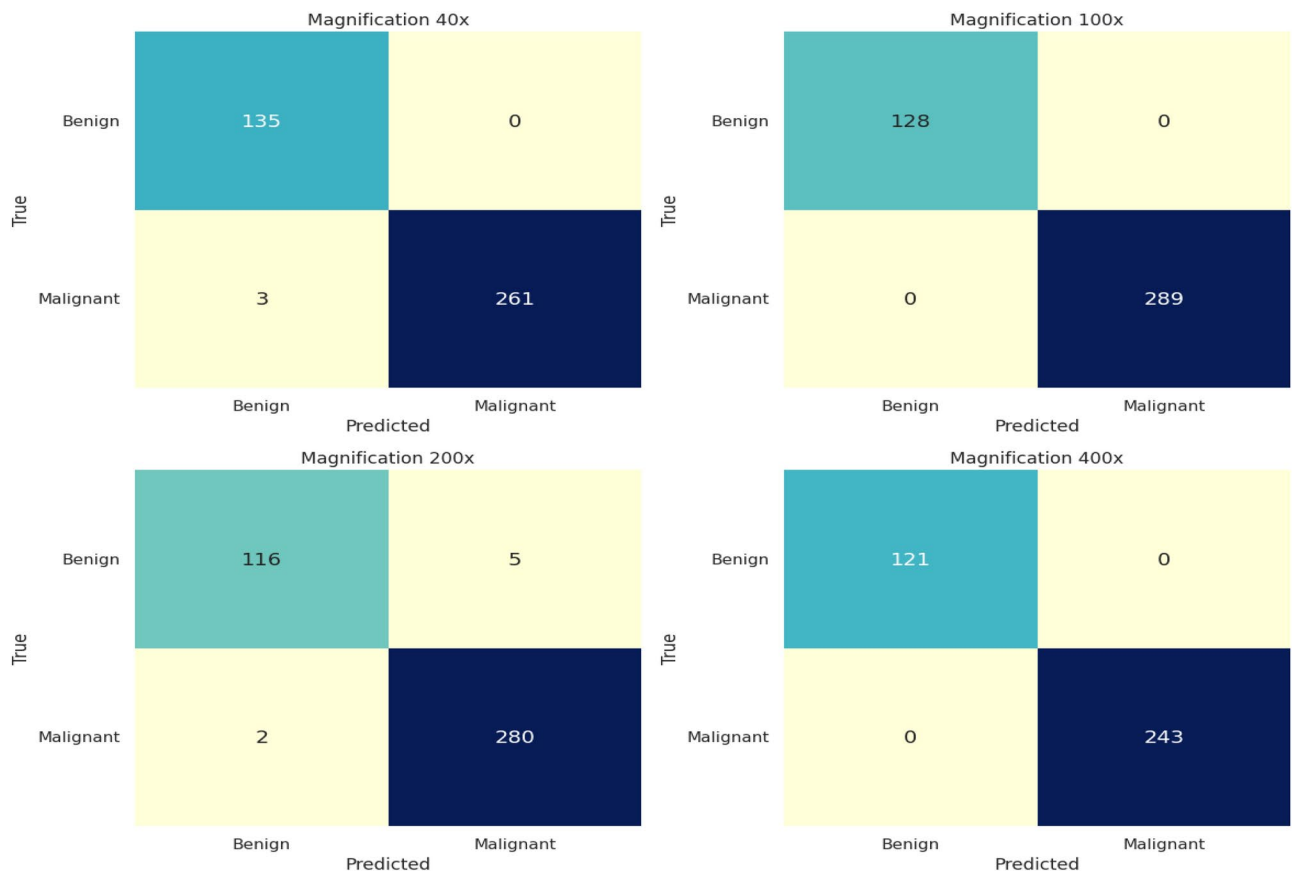 Magnification 40x
Benign 135 0
True
Malignant 3 261
Benign Malignant
Predicted
Magnification 100x
Benign 128 0
True
Malignant 0 289
Benign Malignant
Predicted
Magnification 200x
Benign 116 5
True
Malignant 2 280
Benign Malignant
Predicted
Magnification 400x
Benign 121 0
True
Malignant 0 243
Benign Malignant
Predicted